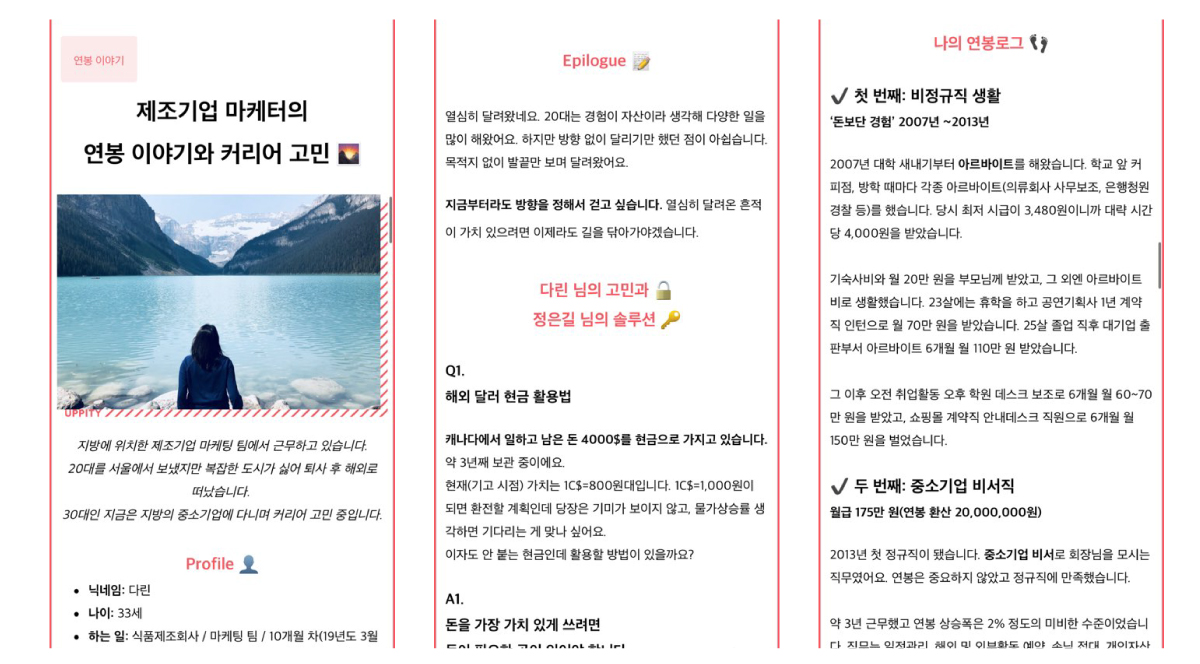 연봉 이야기
제조기업 마케터의
연봉 이야기와 커리어 고민 🌄
UPPITY
지방에 위치한 제조기업 마케팅 팀에서 근무하고 있습니다.
20대를 서울에서 보냈지만 복잡한 도시가 싫어 퇴사 후 해외로
떠났습니다.
30대인 지금은 지방의 중소기업에 다니며 커리어 고민 중입니다.
Profile 👤
• 닉네임: 다린
• 나이: 33세
• 하는 일: 식품제조회사 / 마케팅 팀 / 10개월 차(19년도 3월
Epilogue 📝
열심히 달려왔네요. 20대는 경험이 자산이라 생각해 다양한 일을
많이 해왔어요. 하지만 방향 없이 달리기만 했던 점이 아쉽습니다.
목적지 없이 발끝만 보며 달려왔어요.
지금부터라도 방향을 정해서 걷고 싶습니다. 열심히 달려온 흔적
이 가치 있으려면 이제라도 길을 닦아가야겠습니다.
다린 님의 고민과 🔒
정은길 님의 솔루션 🔑
Q1.
해외 달러 현금 활용법
캐나다에서 일하고 남은 돈 4000$를 현금으로 가지고 있습니다.
약 3년째 보관 중이에요.
현재(기고 시점) 가치는 1C$=800원대입니다. 1C$=1,000원이
되면 환전할 계획인데 당장은 기미가 보이지 않고, 물가상승률 생
각하면 기다리는 게 맞나 싶어요.
이자도 안 붙는 현금인데 활용할 방법이 있을까요?
A1.
돈을 가장 가치 있게 쓰려면
나의 연봉로그 👣
✔ 첫 번째: 비정규직 생활
‘돈보단 경험’ 2007년 ~2013년
2007년 대학 새내기부터 아르바이트를 해왔습니다. 학교 앞 커
피점, 방학 때마다 각종 아르바이트(의류회사 사무보조, 은행청원
경찰 등)를 했습니다. 당시 최저 시급이 3,480원이니까 대략 시간
당 4,000원을 받았습니다.
기숙사비와 월 20만 원을 부모님께 받았고, 그 외엔 아르바이트
비로 생활했습니다. 23살에는 휴학을 하고 공연기획사 1년 계약
직 인턴으로 월 70만 원을 받았습니다. 25살 졸업 직후 대기업 출
판부서 아르바이트 6개월 월 110만 원 받았습니다.
그 이후 오전 취업활동 오후 학원 데스크 보조로 6개월 월 60~70
만 원을 받았고, 쇼핑몰 계약직 안내데스크 직원으로 6개월 월
150만 원을 벌었습니다.
✔ 두 번째: 중소기업 비서직
월급 175만 원(연봉 환산 20,000,000원)
2013년 첫 정규직이 됐습니다. 중소기업 비서로 회장님을 모시는
직무였어요. 연봉은 중요하지 않았고 정규직에 만족했습니다.
약 3년 근무했고 연봉 상승폭은 2% 정도의 미비한 수준이었습니
다. 직무는 일정관리, 해외 및 외부활동 예약, 손님 접대, 개인자산